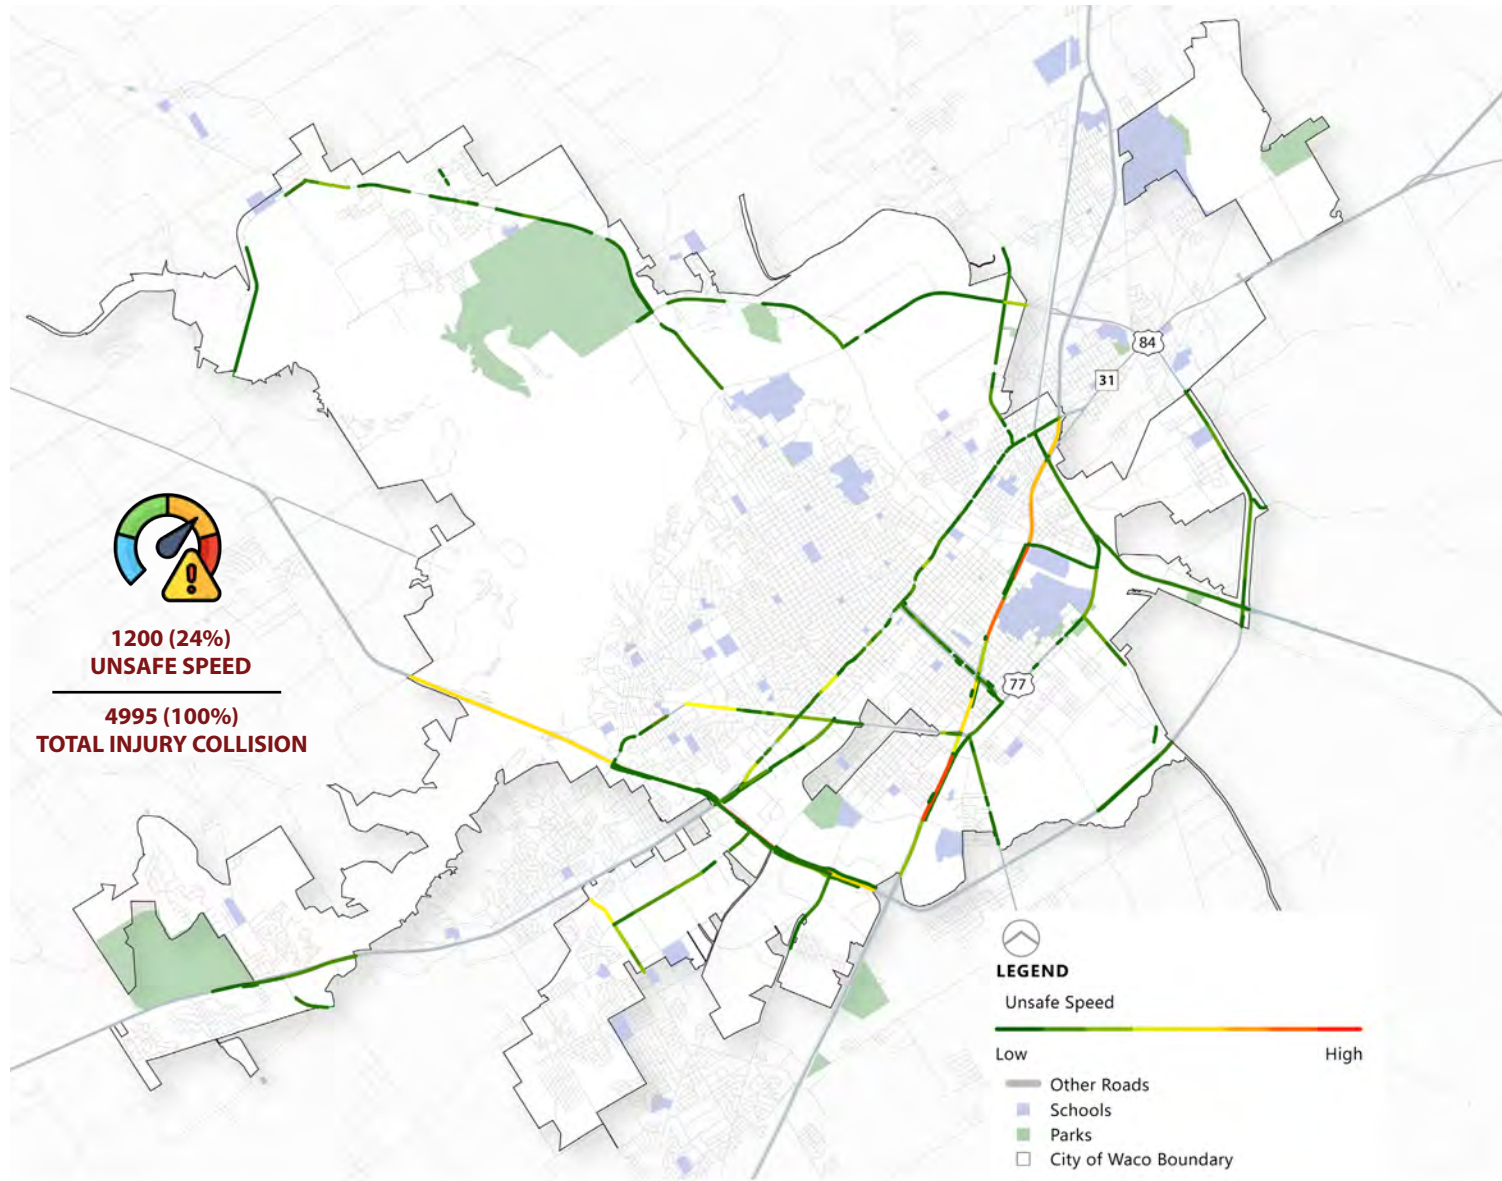 84
31
1200 (24%)
UNSAFE SPEED
4995 (100%)
TOTAL INJURY COLLISION
77
LEGEND
Unsafe Speed
Low High
Other Roads
Schools
Parks
City of Waco Boundary